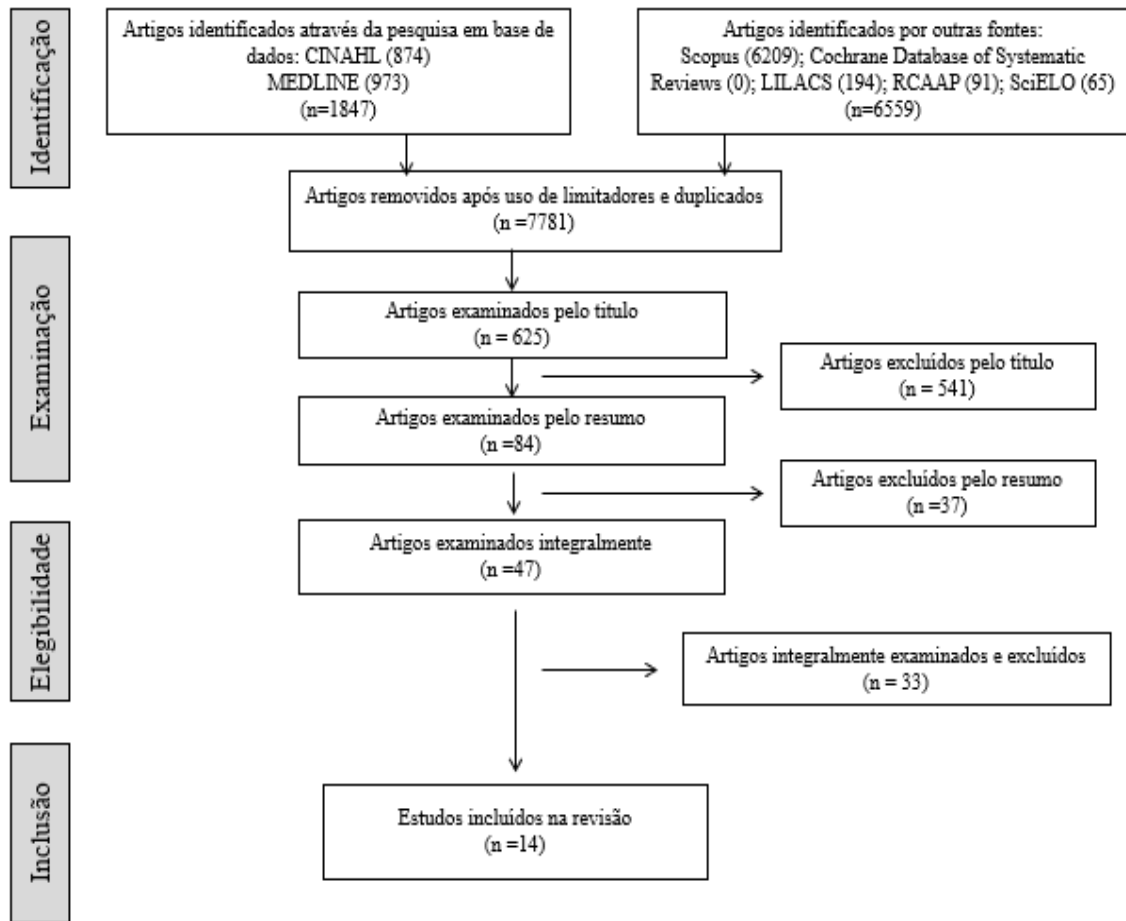 Identificação
Artigos identificados através da pesquisa em base de
dados: CINAHL (874)
MEDLINE (973)
(n=1847)
Artigos identificados por outras fontes:
Scopus (6209); Cochrane Database of Systematic
Reviews (0); LILACS (194); RCAAP (91); SciELO (65)
(n=6559)
Artigos removidos após uso de limitadores e duplicados
(n =7781)
Examinação
Artigos examinados pelo título
(n = 625)
Artigos excluídos pelo título
(n = 541)
Artigos examinados pelo resumo
(n =84)
Artigos excluídos pelo resumo
(n =37)
Elegibilidade
Artigos examinados integralmente
(n =47)
Artigos integralmente examinados e excluídos
(n = 33)
Inclusão
Estudos incluídos na revisão
(n =14)